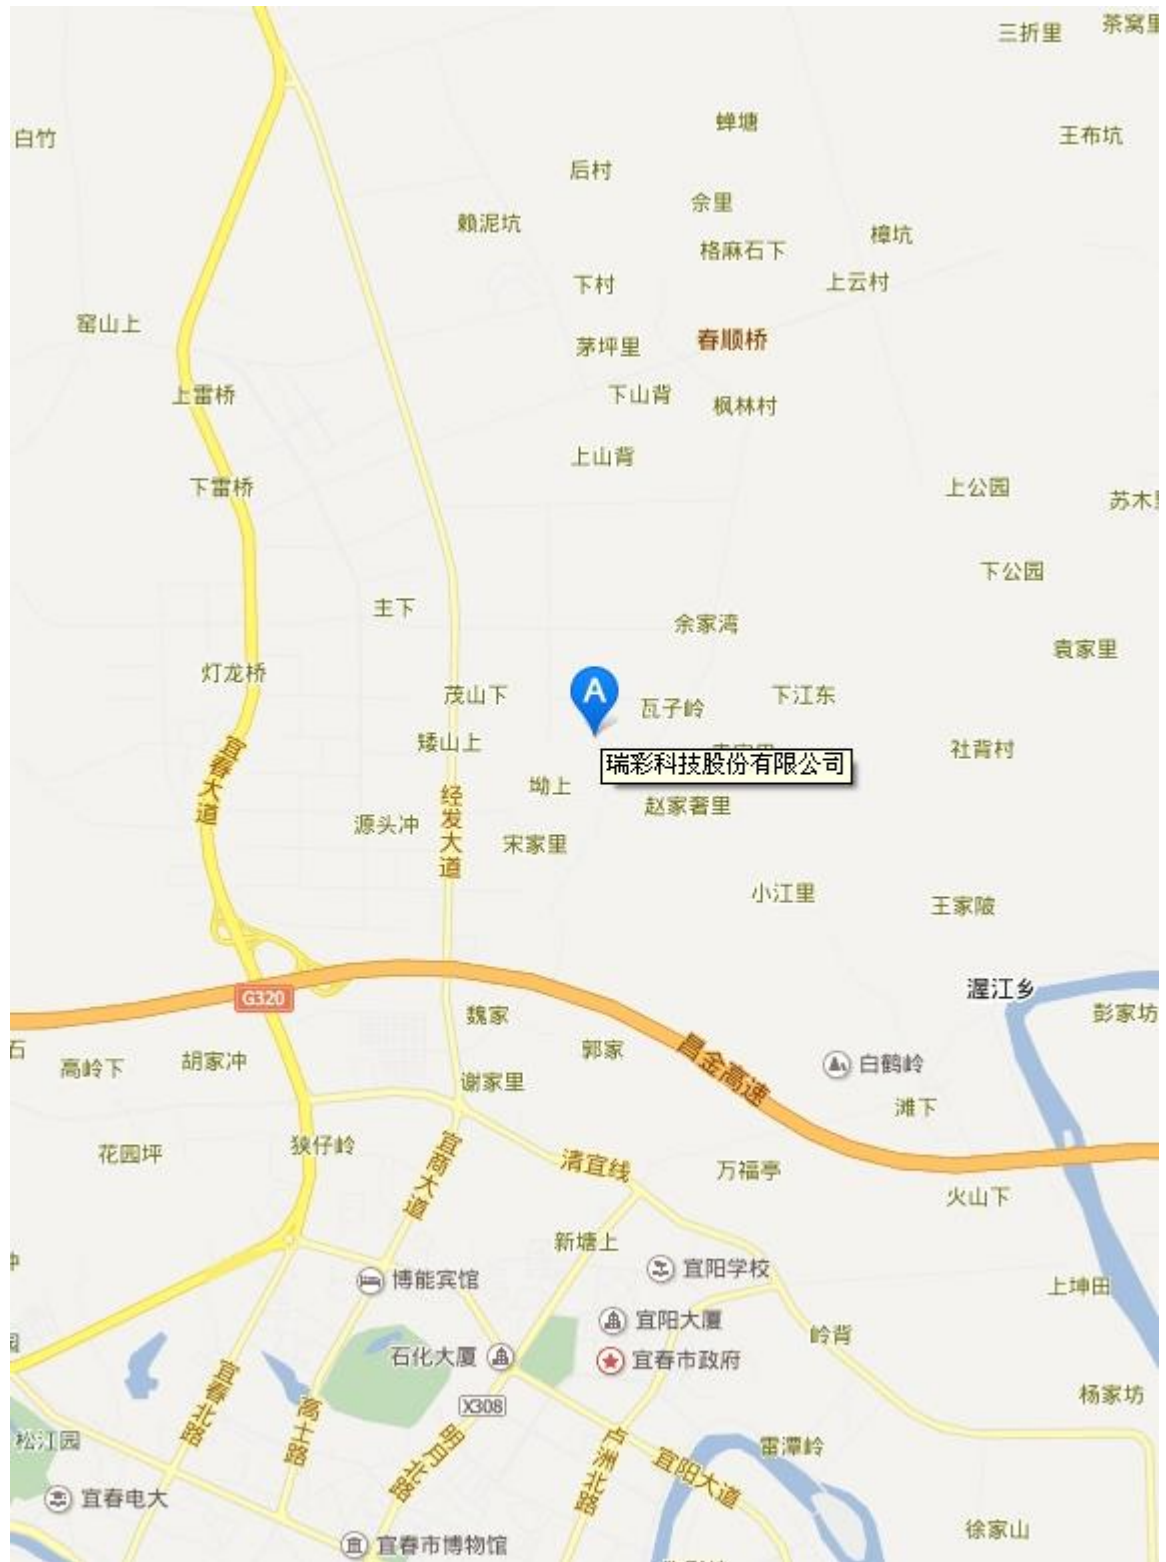 三折里
茶窝里
蝉塘
王布坑
白竹
后村
佘里
赖泥坑
樟坑
格麻石下
上云村
下村
窑山上
春顺桥
茅坪里
上雷桥
下山背
枫林村
上山背
下雷桥
上公园
苏木
下公园
主下
余家湾
袁家里
灯龙桥
茂山下
A
瓦子岭
下江东
矮山上
社背村
瑞彩科技股份有限公司
宜春大道
坳上
经发大道
赵家奢里
源头冲
宋家里
小江里
王家陂
渥江乡
G320
魏家
彭家坊
石
胡家冲
郭家
昌金高速
高岭下
白鹤岭
谢家里
滩下
狭仔岭
宜商大道
花园坪
清宜线
万福亭
火山下
新塘上
宜阳学校
博能宾馆
上坤田
宜阳大厦
岭背
石化大厦
宜春市政府
宜春北路
杨家坊
X308
高士路
明月北路
卢洲北路
松江园
雷潭岭
宜阳大道
宜春电大
徐家山
宜春市博物馆